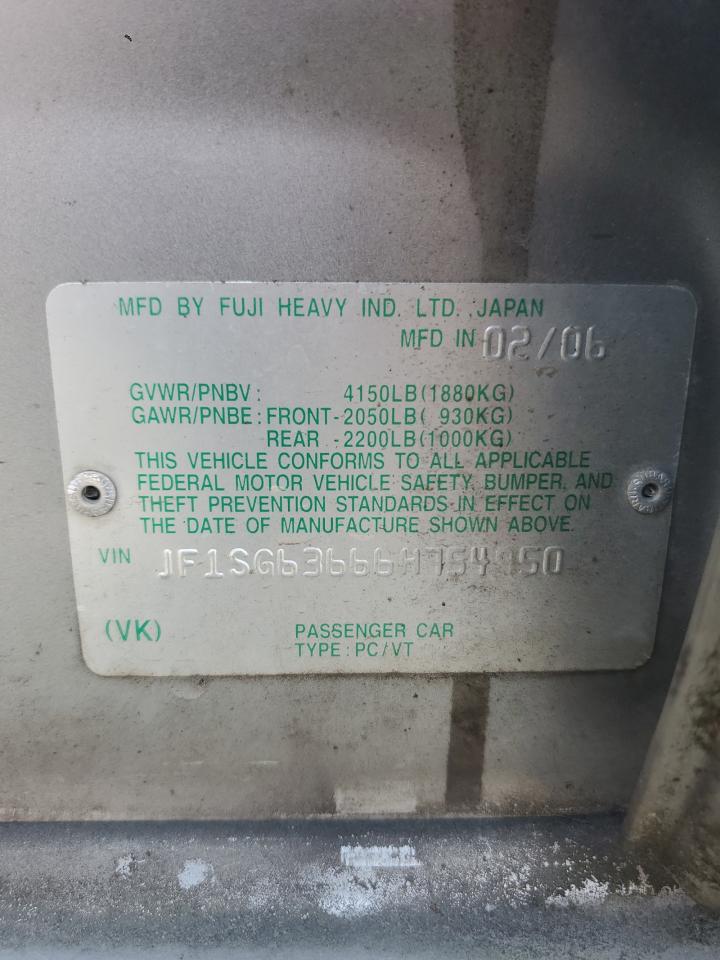 MFD BY FUJI HEAVY IND. LTD. JAPAN
MFD IN 02/06
GVWR/PNBV: 4150LB(1880KG)
GAWR/PNBE: FRONT-2050LB( 930KG)
REAR -2200LB(1000KG)
THIS VEHICLE CONFORMS TO ALL APPLICABLE
FEDERAL MOTOR VEHICLE SAFETY, BUMPER, AND
THEFT PREVENTION STANDARDS IN EFFECT ON
THE DATE OF MANUFACTURE SHOWN ABOVE.
VIN JF1SG63666H754950
(VK) PASSENGER CAR
TYPE: PC/VT